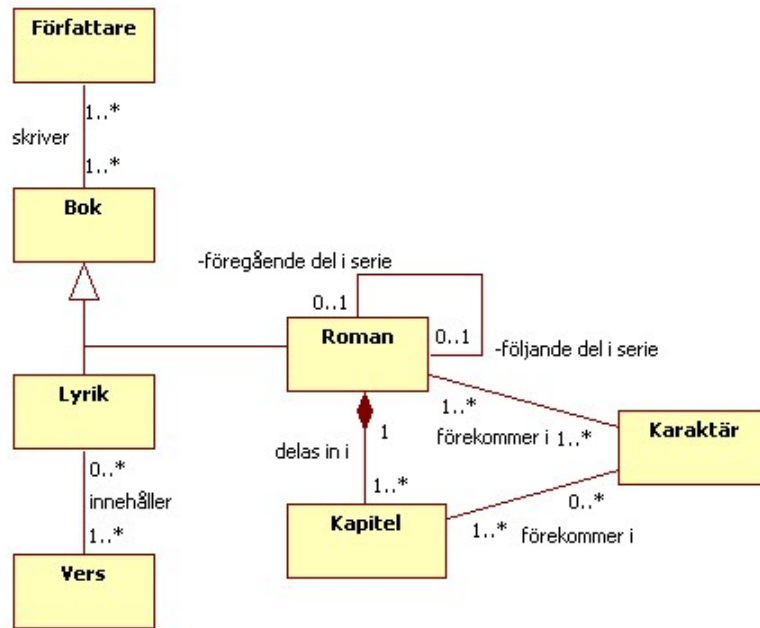 Författare
1..*
skriver
1..*
Bok
-föregående del i serie
0..1
Roman
0..1
-följande del i serie
Lyrik
1..*
förekommer i
1..*
Karaktär
1
delas in i
1..*
Kapitel
0..*
1..*
förekommer i
0..*
innehåller
1..*
Vers